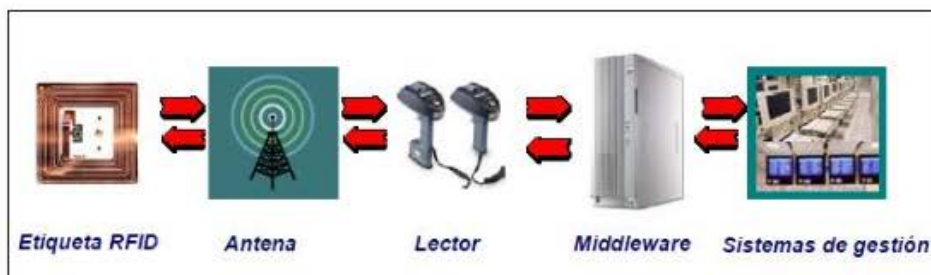 Etiqueta RFID
Antena
Lector
Middleware
Sistemas de gestión